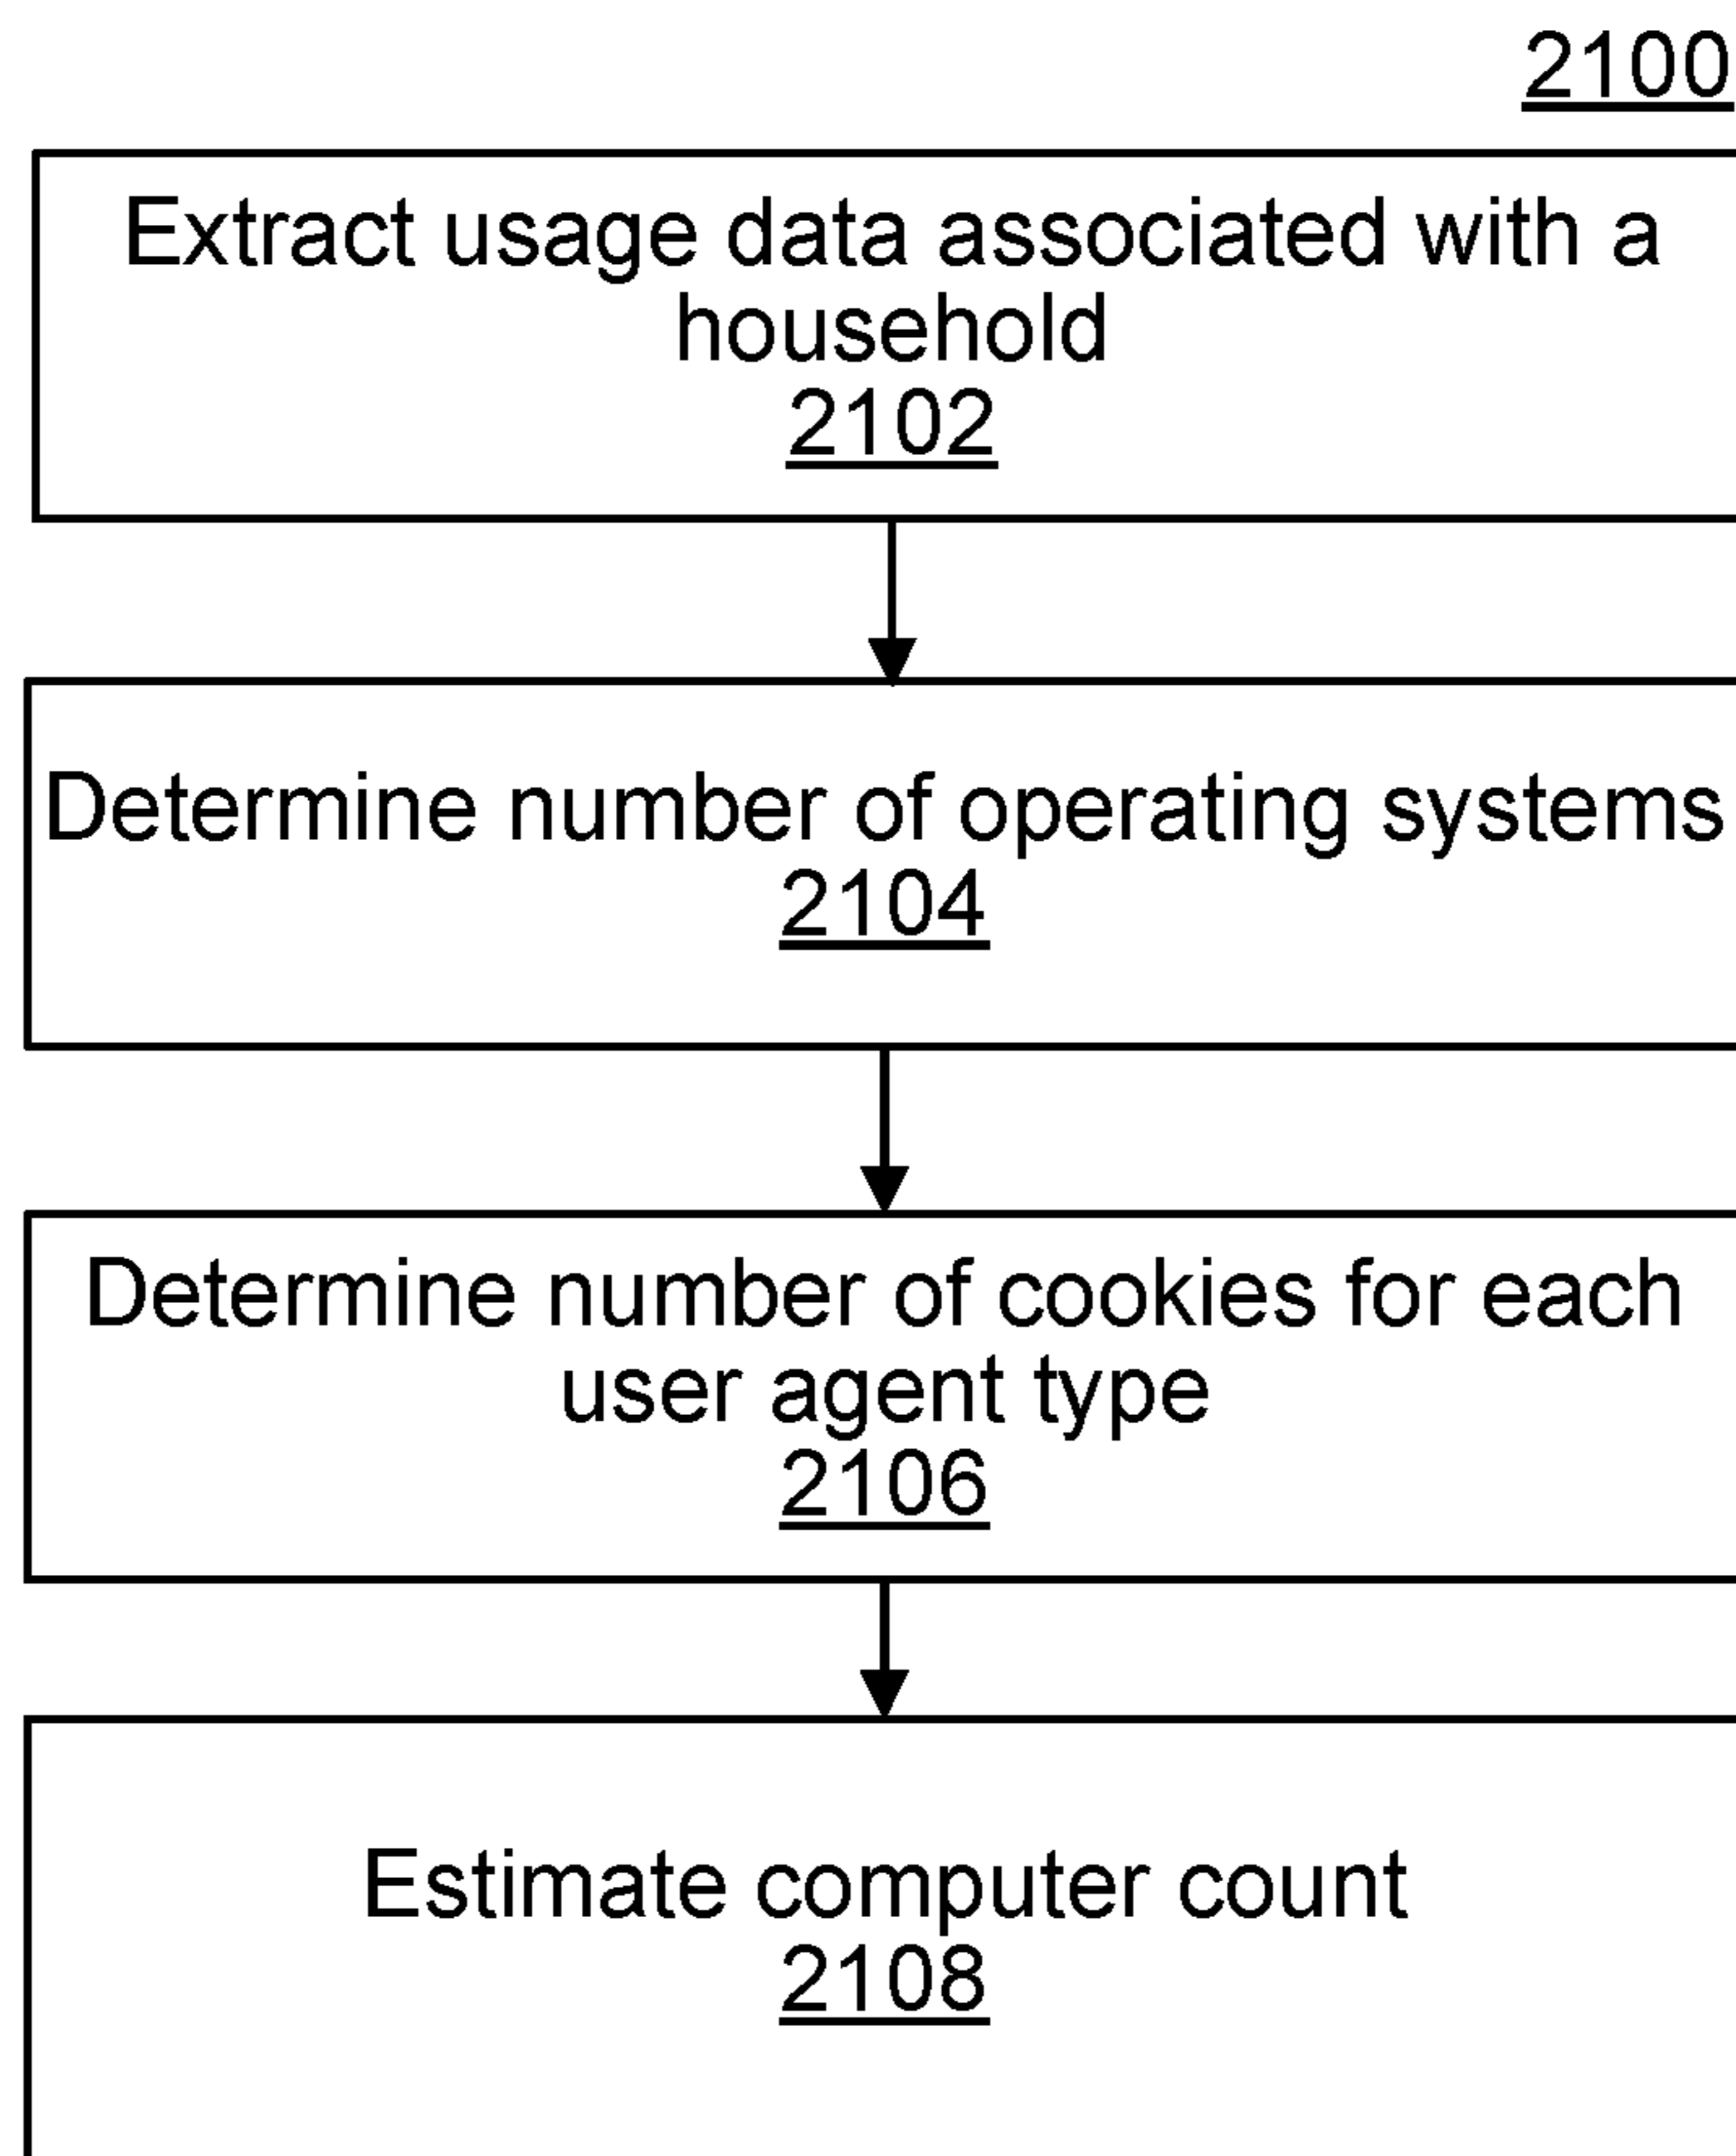 2100
Extract usage data associated with a
household
2102
Determine number of operating systems
2104
Determine number of cookies for each
user agent type
2106
Estimate computer count
2108